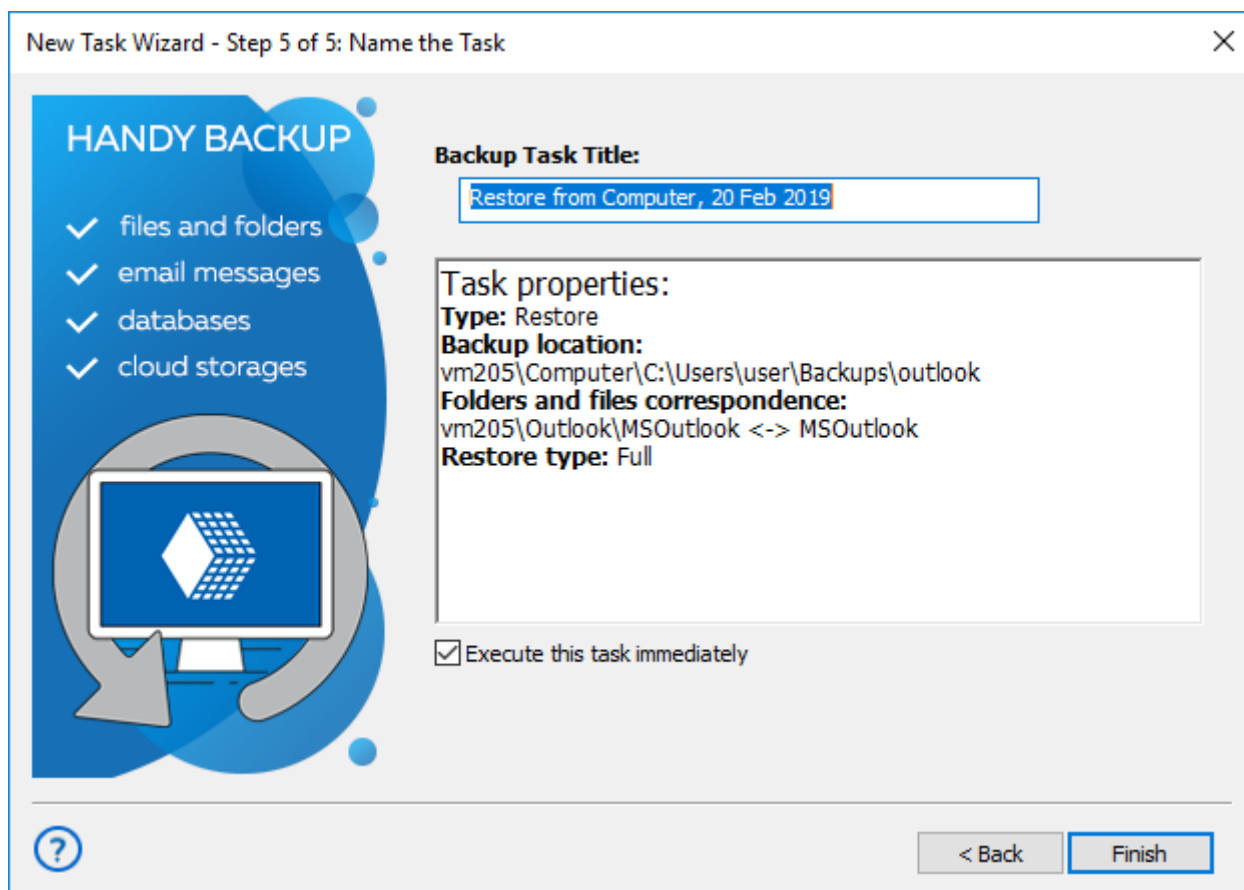 New Task Wizard - Step 5 of 5: Name the Task
HANDY BACKUP
files and folders
email messages
databases
cloud storages
Backup Task Title:
Restore from Computer, 20 Feb 2019
Task properties:
Type: Restore
Backup location:
vm205\Computer\C:\Users\user\Backups\outlook
Folders and files correspondence:
vm205\Outlook\MSOutlook <-> MSOutlook
Restore type: Full
Execute this task immediately
?
< Back
Finish